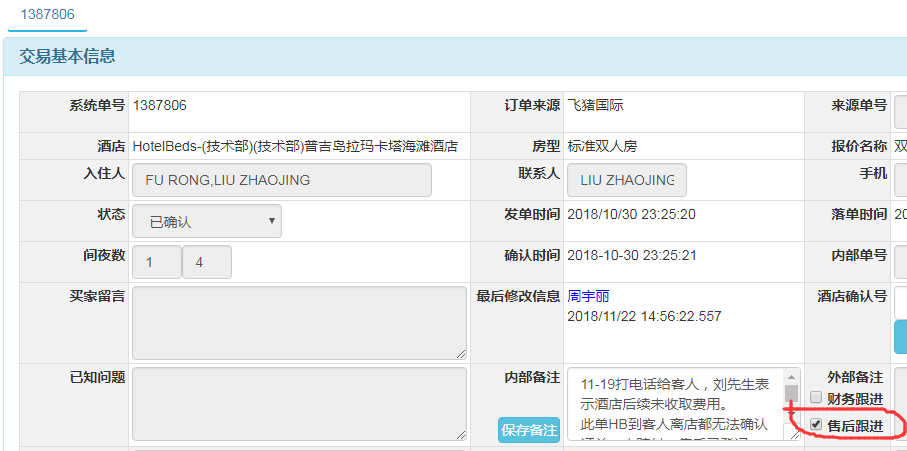 1387806
交易基本信息
系统单号 1387806 订单来源 飞猪国际 来源单号
酒店 HotelBeds-(技术部)(技术部)普吉岛拉玛卡塔海滩酒店 房型 标准双人房 报价名称 双
入住人 FU RONG,LIU ZHAOJING 联系人 LIU ZHAOJING 手机
状态 已确认 发单时间 2018/10/30 23:25:20 落单时间 20
间夜数 1 4 确认时间 2018-10-30 23:25:21 内部单号
买家留言 最后修改信息 周宇丽 酒店确认号
2018/11/22 14:56:22.557
已知问题 内部备注 11-19打电话给客人，刘先生表 外部备注
示酒店后续未收取费用。 财务跟进
此单HB到客人离店都无法确认 售后跟进
保存备注